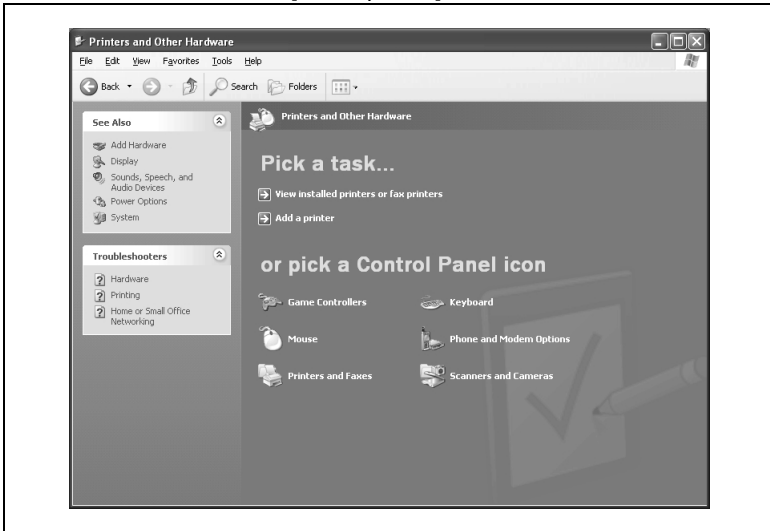 Printers and Other Hardware
File Edit View Favorites Tools Help
Back Search Folders
See Also
Add Hardware
Display
Sounds, Speech, and
Audio Devices
Power Options
System
Troubleshooters
Hardware
Printing
Home or Small Office
Networking
Printers and Other Hardware
Pick a task...
View installed printers or fax printers
Add a printer
or pick a Control Panel icon
Game Controllers
Keyboard
Mouse
Phone and Modem Options
Printers and Faxes
Scanners and Cameras